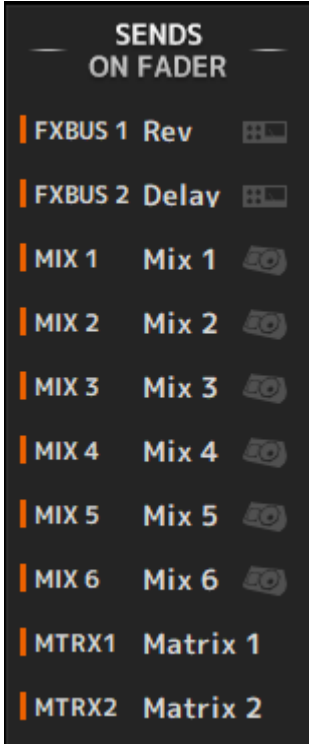 SENDS
ON FADER
FXBUS 1 Rev
FXBUS 2 Delay
MIX 1 Mix 1
MIX 2 Mix 2
MIX 3 Mix 3
MIX 4 Mix 4
MIX 5 Mix 5
MIX 6 Mix 6
MTRX1 Matrix 1
MTRX2 Matrix 2